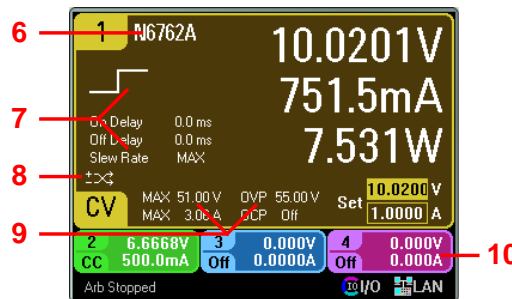 6
1 N6762A
10.0201V
751.5mA
7.531W
7
On Delay 0.0 ms
Off Delay 0.0 ms
Slew Rate MAX
8
CV
MAX 51.00 V OVP 55.00 V
MAX 3.06 A OCP Off
Set 10.0200 V
1.0000 A
9
2 6.6668V
CC 500.0mA
3 0.000V
Off 0.0000A
4 0.000V
Off 0.000A
10
Arb Stopped
IO I/O LAN